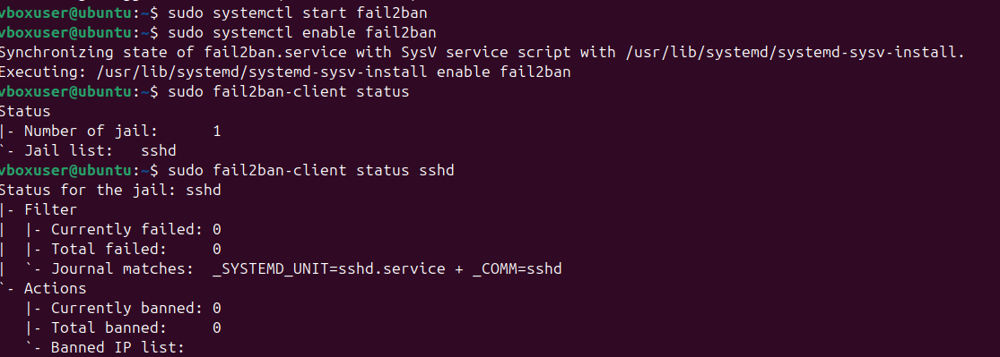 vboxuser@ubuntu:~$ sudo systemctl start fail2ban
vboxuser@ubuntu:~$ sudo systemctl enable fail2ban
Synchronizing state of fail2ban.service with SysV service script with /usr/lib/systemd/systemd-sysv-install.
Executing: /usr/lib/systemd/systemd-sysv-install enable fail2ban
vboxuser@ubuntu:~$ sudo fail2ban-client status
Status
|- Number of jail:      1
`- Jail list:   sshd
vboxuser@ubuntu:~$ sudo fail2ban-client status sshd
Status for the jail: sshd
|- Filter
|  |- Currently failed: 0
|  |- Total failed:     0
|  `- Journal matches:  _SYSTEMD_UNIT=sshd.service + _COMM=sshd
`- Actions
   |- Currently banned: 0
   |- Total banned:     0
   `- Banned IP list: